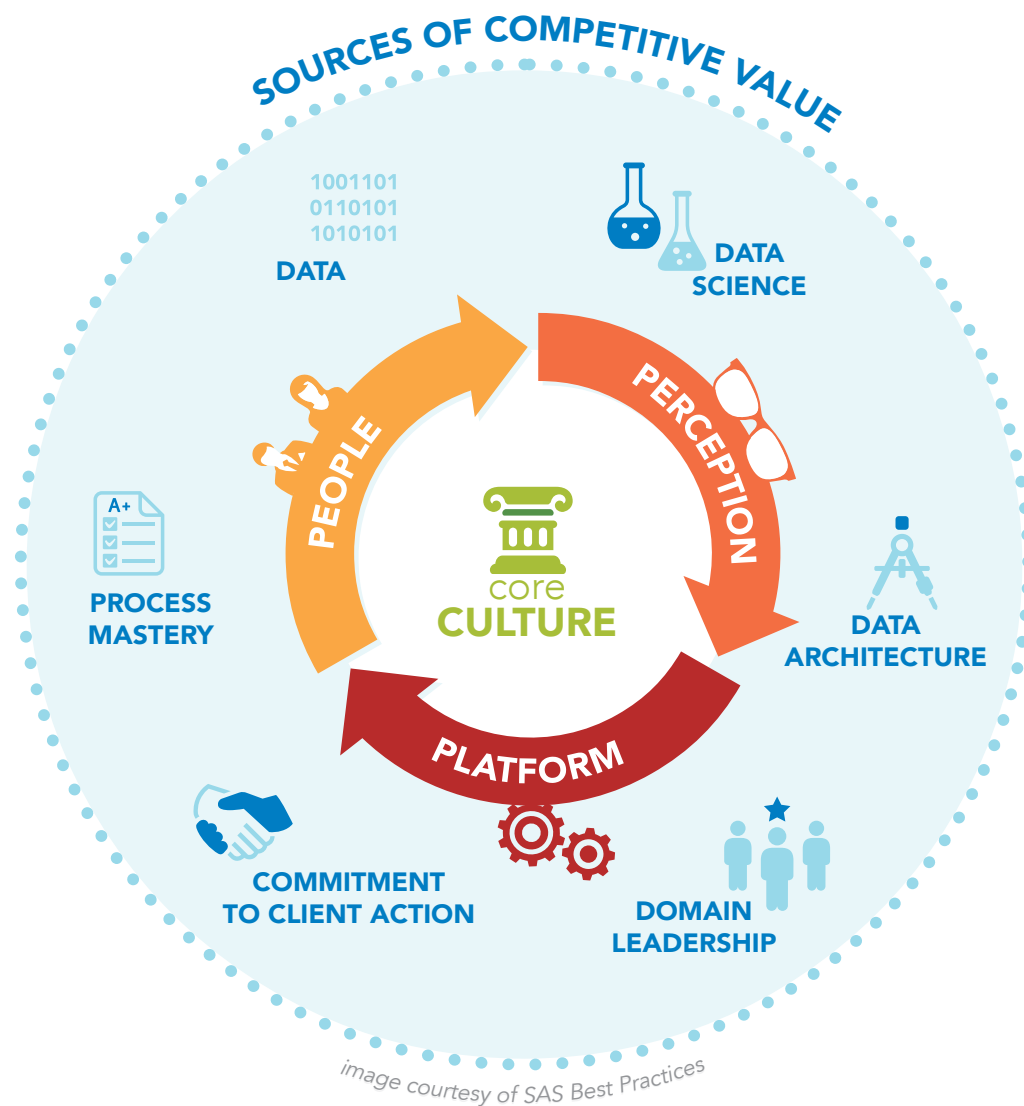 SOURCES OF COMPETITIVE VALUE
1001101
0110101
1010101
DATA
DATA
SCIENCE
PEOPLE
PERCEPTION
A+
PROCESS
MASTERY
core
CULTURE
DATA
ARCHITECTURE
PLATFORM
COMMITMENT
TO CLIENT ACTION
DOMAIN
LEADERSHIP
image courtesy of SAS Best Practices